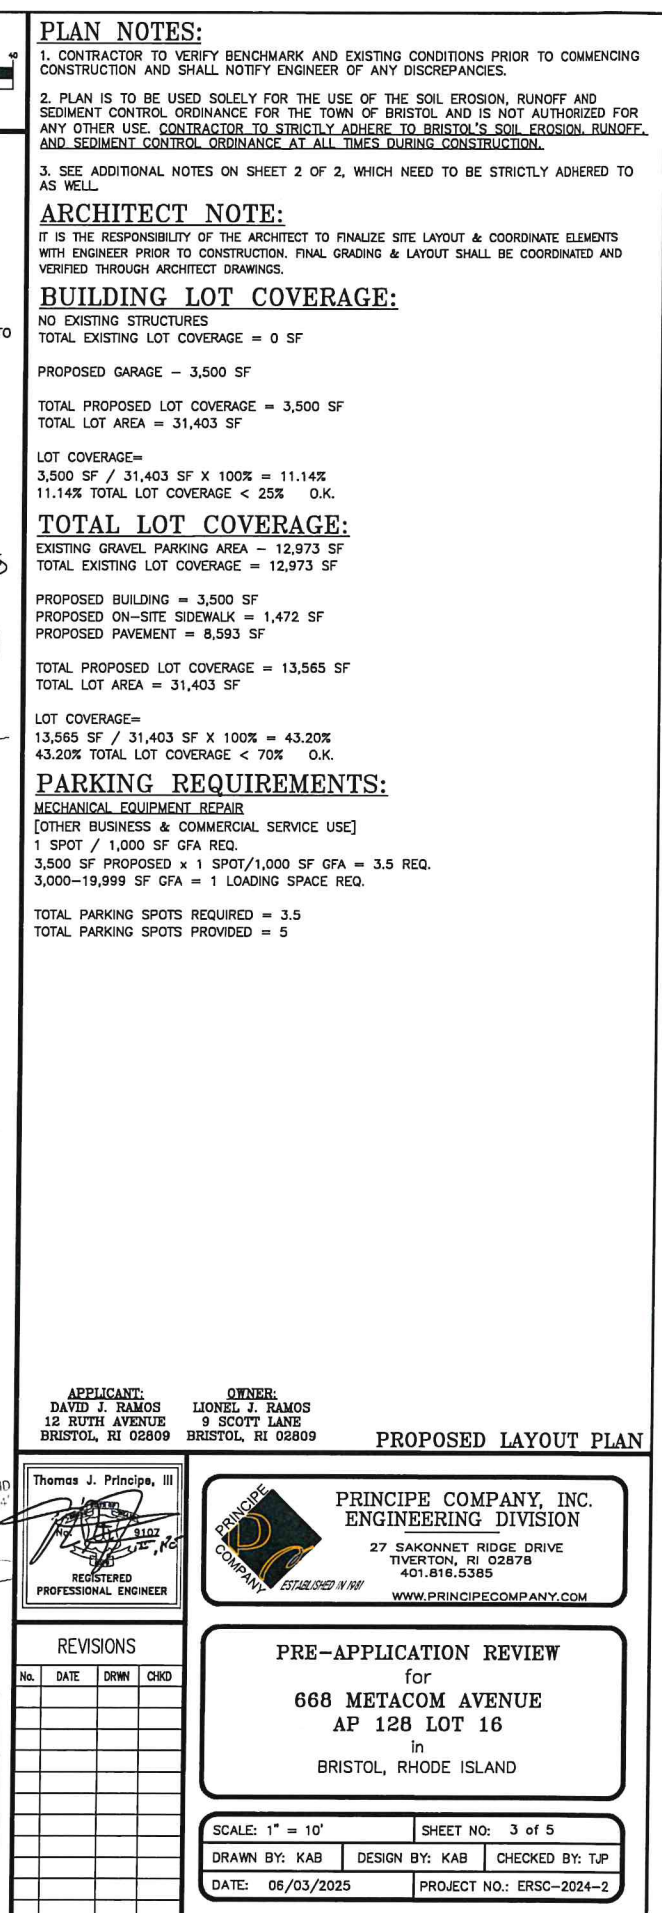 40
PLAN NOTES:
1. CONTRACTOR TO VERIFY BENCHMARK AND EXISTING CONDITIONS PRIOR TO COMMENCING
CONSTRUCTION AND SHALL NOTIFY ENGINEER OF ANY DISCREPANCIES.
2. PLAN IS TO BE USED SOLELY FOR THE USE OF THE SOIL EROSION, RUNOFF AND
SEDIMENT CONTROL ORDINANCE FOR THE TOWN OF BRISTOL AND IS NOT AUTHORIZED FOR
ANY OTHER USE. CONTRACTOR TO STRICTLY ADHERE TO BRISTOL'S SOIL EROSION, RUNOFF,
AND SEDIMENT CONTROL ORDINANCE AT ALL TIMES DURING CONSTRUCTION.
3. SEE ADDITIONAL NOTES ON SHEET 2 OF 2, WHICH NEED TO BE STRICTLY ADHERED TO
AS WELL.
ARCHITECT NOTE:
IT IS THE RESPONSIBILITY OF THE ARCHITECT TO FINALIZE SITE LAYOUT & COORDINATE ELEMENTS
WITH ENGINEER PRIOR TO CONSTRUCTION. FINAL GRADING & LAYOUT SHALL BE COORDINATED AND
VERIFIED THROUGH ARCHITECT DRAWINGS.
BUILDING LOT COVERAGE:
NO EXISTING STRUCTURES
TOTAL EXISTING LOT COVERAGE = 0 SF
PROPOSED GARAGE – 3,500 SF
TOTAL PROPOSED LOT COVERAGE = 3,500 SF
TOTAL LOT AREA = 31,403 SF
LOT COVERAGE=
3,500 SF / 31,403 SF X 100% = 11.14%
11.14% TOTAL LOT COVERAGE < 25% O.K.
TOTAL LOT COVERAGE:
EXISTING GRAVEL PARKING AREA – 12,973 SF
TOTAL EXISTING LOT COVERAGE = 12,973 SF
PROPOSED BUILDING = 3,500 SF
PROPOSED ON-SITE SIDEWALK = 1,472 SF
PROPOSED PAVEMENT = 8,593 SF
TOTAL PROPOSED LOT COVERAGE = 13,565 SF
TOTAL LOT AREA = 31,403 SF
LOT COVERAGE=
13,565 SF / 31,403 SF X 100% = 43.20%
43.20% TOTAL LOT COVERAGE < 70% O.K.
PARKING REQUIREMENTS:
MECHANICAL EQUIPMENT REPAIR
[OTHER BUSINESS & COMMERCIAL SERVICE USE]
1 SPOT / 1,000 SF GFA REQ.
3,500 SF PROPOSED x 1 SPOT/1,000 SF GFA = 3.5 REQ.
3,000-19,999 SF GFA = 1 LOADING SPACE REQ.
TOTAL PARKING SPOTS REQUIRED = 3.5
TOTAL PARKING SPOTS PROVIDED = 5
APPLICANT:
DAVID J. RAMOS
12 RUTH AVENUE
BRISTOL, RI 02809
OWNER:
LIONEL J. RAMOS
9 SCOTT LANE
BRISTOL, RI 02809
PROPOSED LAYOUT PLAN
Thomas J. Principe, III
No. 9107
REGISTERED
PROFESSIONAL ENGINEER
PRINCIPE
COMPANY
ESTABLISHED IN 1981
PRINCIPE COMPANY, INC.
ENGINEERING DIVISION
27 SAKONNET RIDGE DRIVE
TIVERTON, RI 02878
401.816.5385
WWW.PRINCIPECOMPANY.COM
REVISIONS
No. DATE DRWN CHKD
PRE-APPLICATION REVIEW
for
668 METACOM AVENUE
AP 128 LOT 16
in
BRISTOL, RHODE ISLAND
SCALE: 1" = 10' SHEET NO: 3 of 5
DRAWN BY: KAB DESIGN BY: KAB CHECKED BY: TJP
DATE: 06/03/2025 PROJECT NO.: ERSC-2024-2